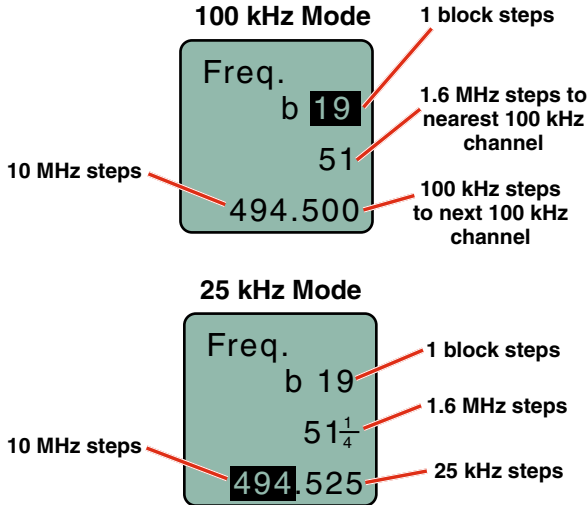 100 kHz Mode
1 block steps
Freq.
b 19
1.6 MHz steps to
nearest 100 kHz
channel
51
10 MHz steps
494.500
100 kHz steps
to next 100 kHz
channel
25 kHz Mode
Freq.
1 block steps
b 19
1.6 MHz steps
51¼
10 MHz steps
494.525
25 kHz steps